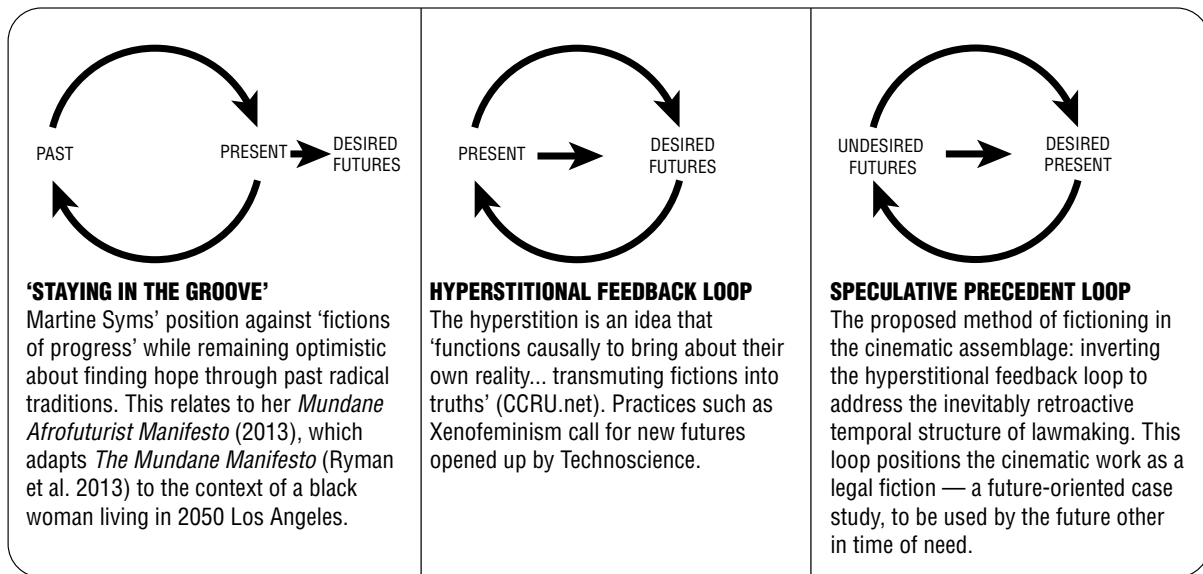 PAST
PRESENT
DESIRED
FUTURES
‘STAYING IN THE GROOVE’
Martine Syms’ position against ‘fictions
of progress’ while remaining optimistic
about finding hope through past radical
traditions. This relates to her Mundane
Afrofuturist Manifesto (2013), which
adapts The Mundane Manifesto (Ryman
et al. 2013) to the context of a black
woman living in 2050 Los Angeles.
PRESENT
DESIRED
FUTURES
HYPERSTITIONAL FEEDBACK LOOP
The hyperstition is an idea that
‘functions causally to bring about their
own reality... transmuting fictions into
truths’ (CCRU.net). Practices such as
Xenofeminism call for new futures
opened up by Technoscience.
UNDESIRED
FUTURES
DESIRED
PRESENT
SPECULATIVE PRECEDENT LOOP
The proposed method of fictioning in
the cinematic assemblage: inverting
the hyperstitional feedback loop to
address the inevitably retroactive
temporal structure of lawmaking. This
loop positions the cinematic work as a
legal fiction — a future-oriented case
study, to be used by the future other
in time of need.